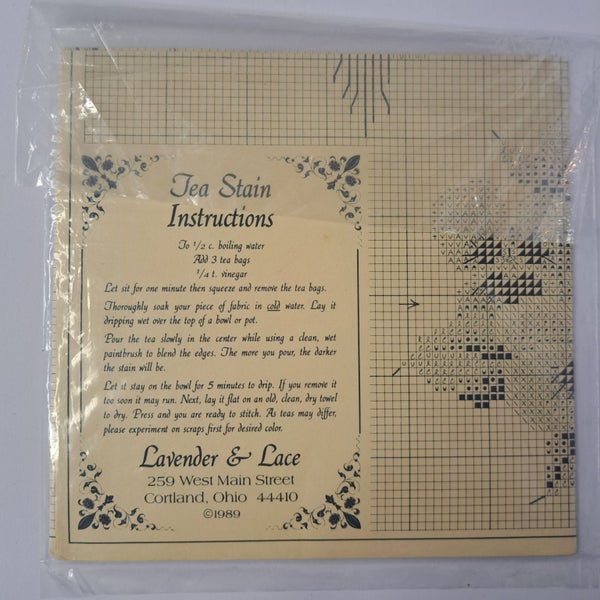 Tea Stain
Instructions
To 1/2 c. boiling water
Add 3 tea bags
1/4 t. vinegar
Let sit for one minute then squeeze and remove the tea bags.
Thoroughly soak your piece of fabric in cold water. Lay it
dripping wet over the top of a bowl or pot.
Pour the tea slowly in the center while using a clean, wet
paintbrush to blend the edges. The more you pour, the darker
the stain will be.
Let it stay on the bowl for 5 minutes to drip. If you remove it
too soon it may run. Next, lay it flat on an old, clean, dry towel
to dry. Press and you are ready to stitch. As teas may differ,
please experiment on scraps first for desired color.
Lavender & Lace
259 West Main Street
Cortland, Ohio 44410
©1989